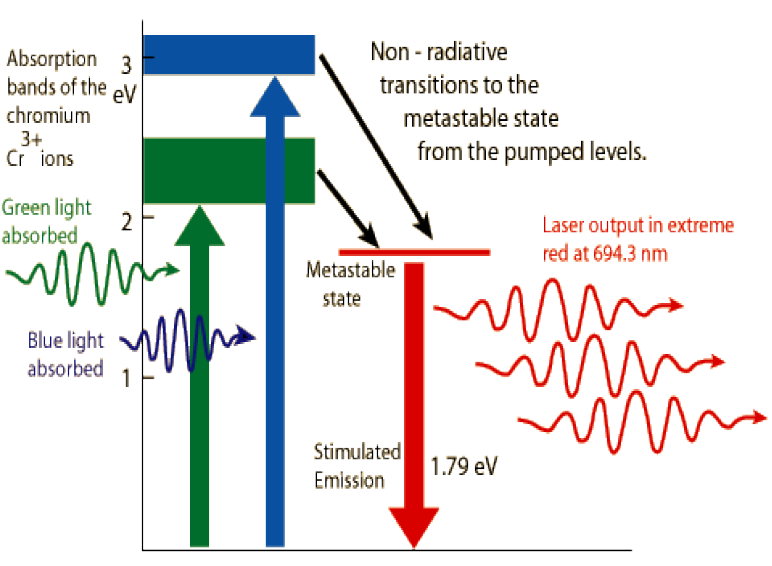 Absorption
bands of the
chromium
3+
Cr ions
3
eV
2
1
Non - radiative
transitions to the
metastable state
from the pumped levels.
Green light
absorbed
Blue light
absorbed
Metastable
state
Laser output in extreme
red at 694.3 nm
Stimulated
Emission
1.79 eV